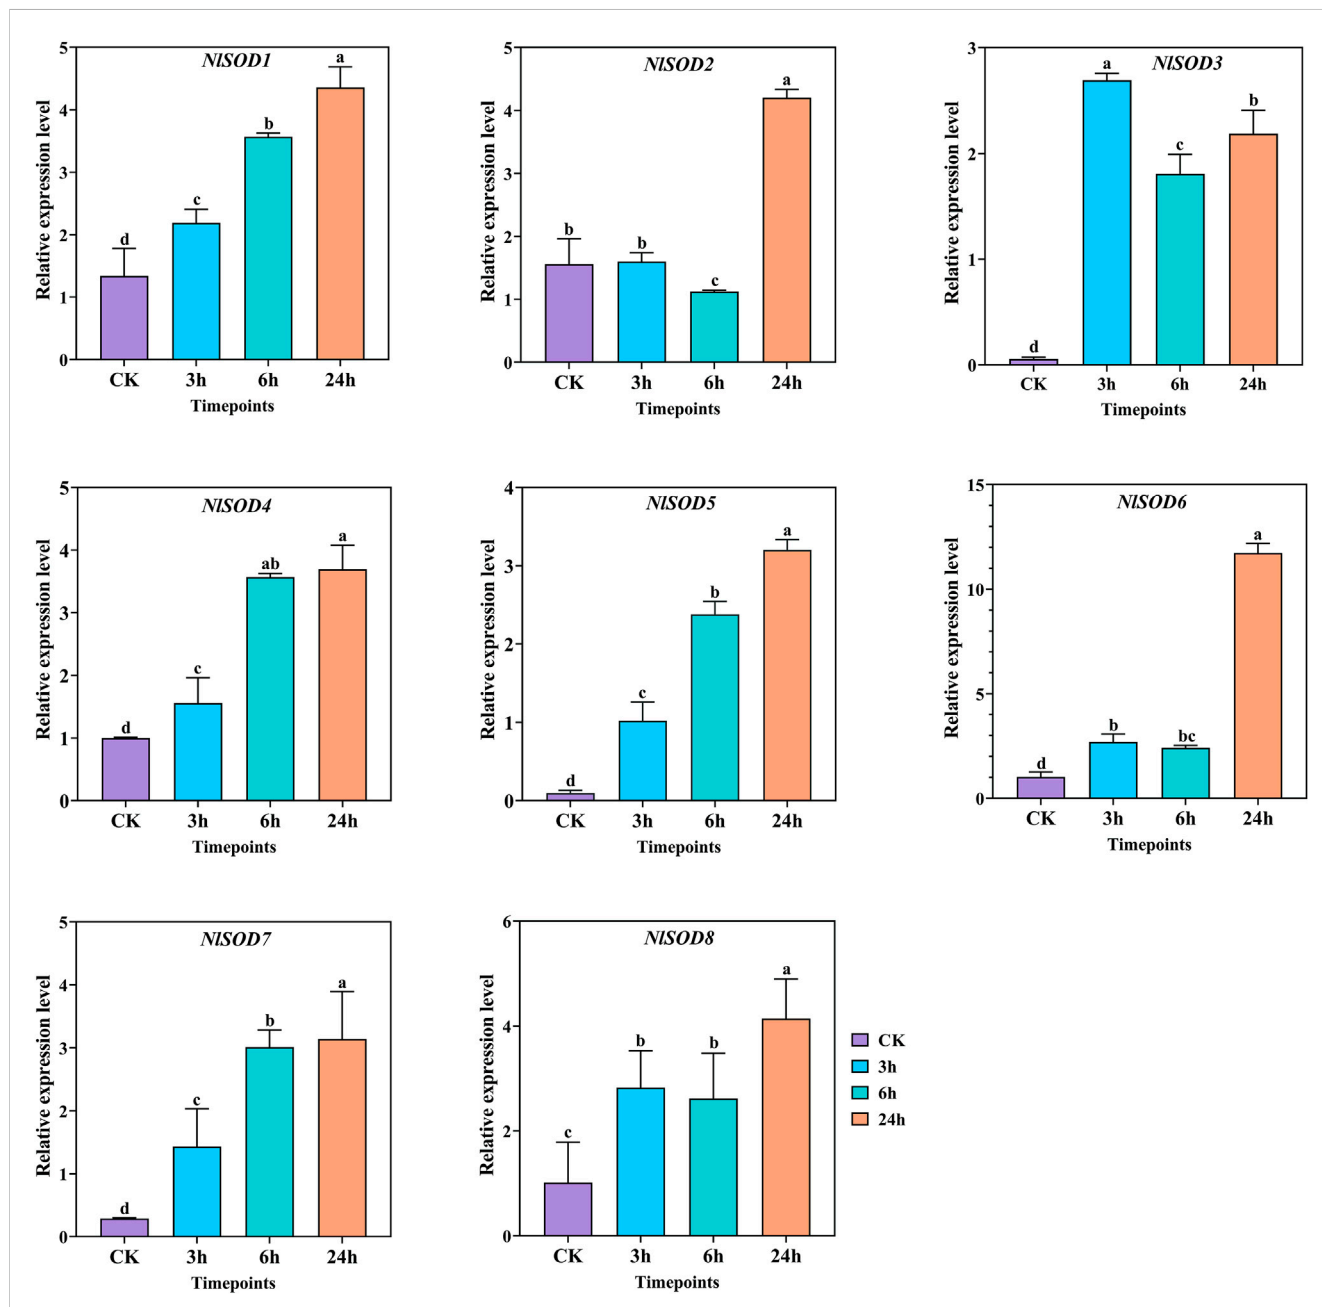 NlSOD1
Relative expression level
5
4
3
2
1
0
d
c
b
a
CK 3h 6h 24h
Timepoints
NlSOD2
Relative expression level
5
4
3
2
1
0
b
b
c
a
CK 3h 6h 24h
Timepoints
NlSOD3
Relative expression level
3
2
1
0
d
a
c
b
CK 3h 6h 24h
Timepoints
NlSOD4
Relative expression level
5
4
3
2
1
0
d
c
ab
a
CK 3h 6h 24h
Timepoints
NlSOD5
Relative expression level
4
3
2
1
0
d
c
b
a
CK 3h 6h 24h
Timepoints
NlSOD6
Relative expression level
15
10
5
0
d
b
bc
a
CK 3h 6h 24h
Timepoints
NlSOD7
Relative expression level
5
4
3
2
1
0
d
c
b
a
CK 3h 6h 24h
Timepoints
NlSOD8
Relative expression level
6
4
2
0
c
b
b
a
CK 3h 6h 24h
Timepoints
CK
3h
6h
24h